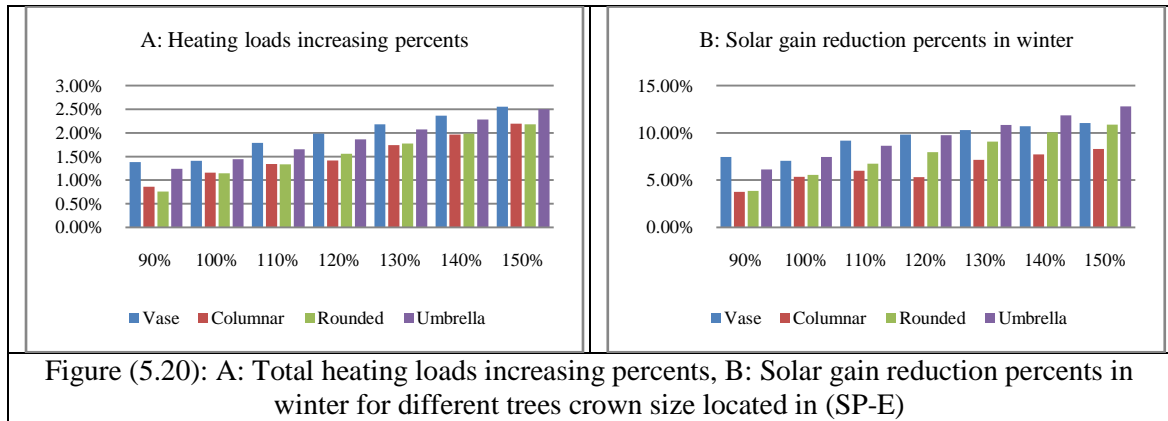 A: Heating loads increasing percents
3.00%
2.50%
2.00%
1.50%
1.00%
0.50%
0.00%
90% 100% 110% 120% 130% 140% 150%
Vase Columnar Rounded Umbrella
B: Solar gain reduction percents in winter
15.00%
10.00%
5.00%
0.00%
90% 100% 110% 120% 130% 140% 150%
Vase Columnar Rounded Umbrella
Figure (5.20): A: Total heating loads increasing percents, B: Solar gain reduction percents in
winter for different trees crown size located in (SP-E)